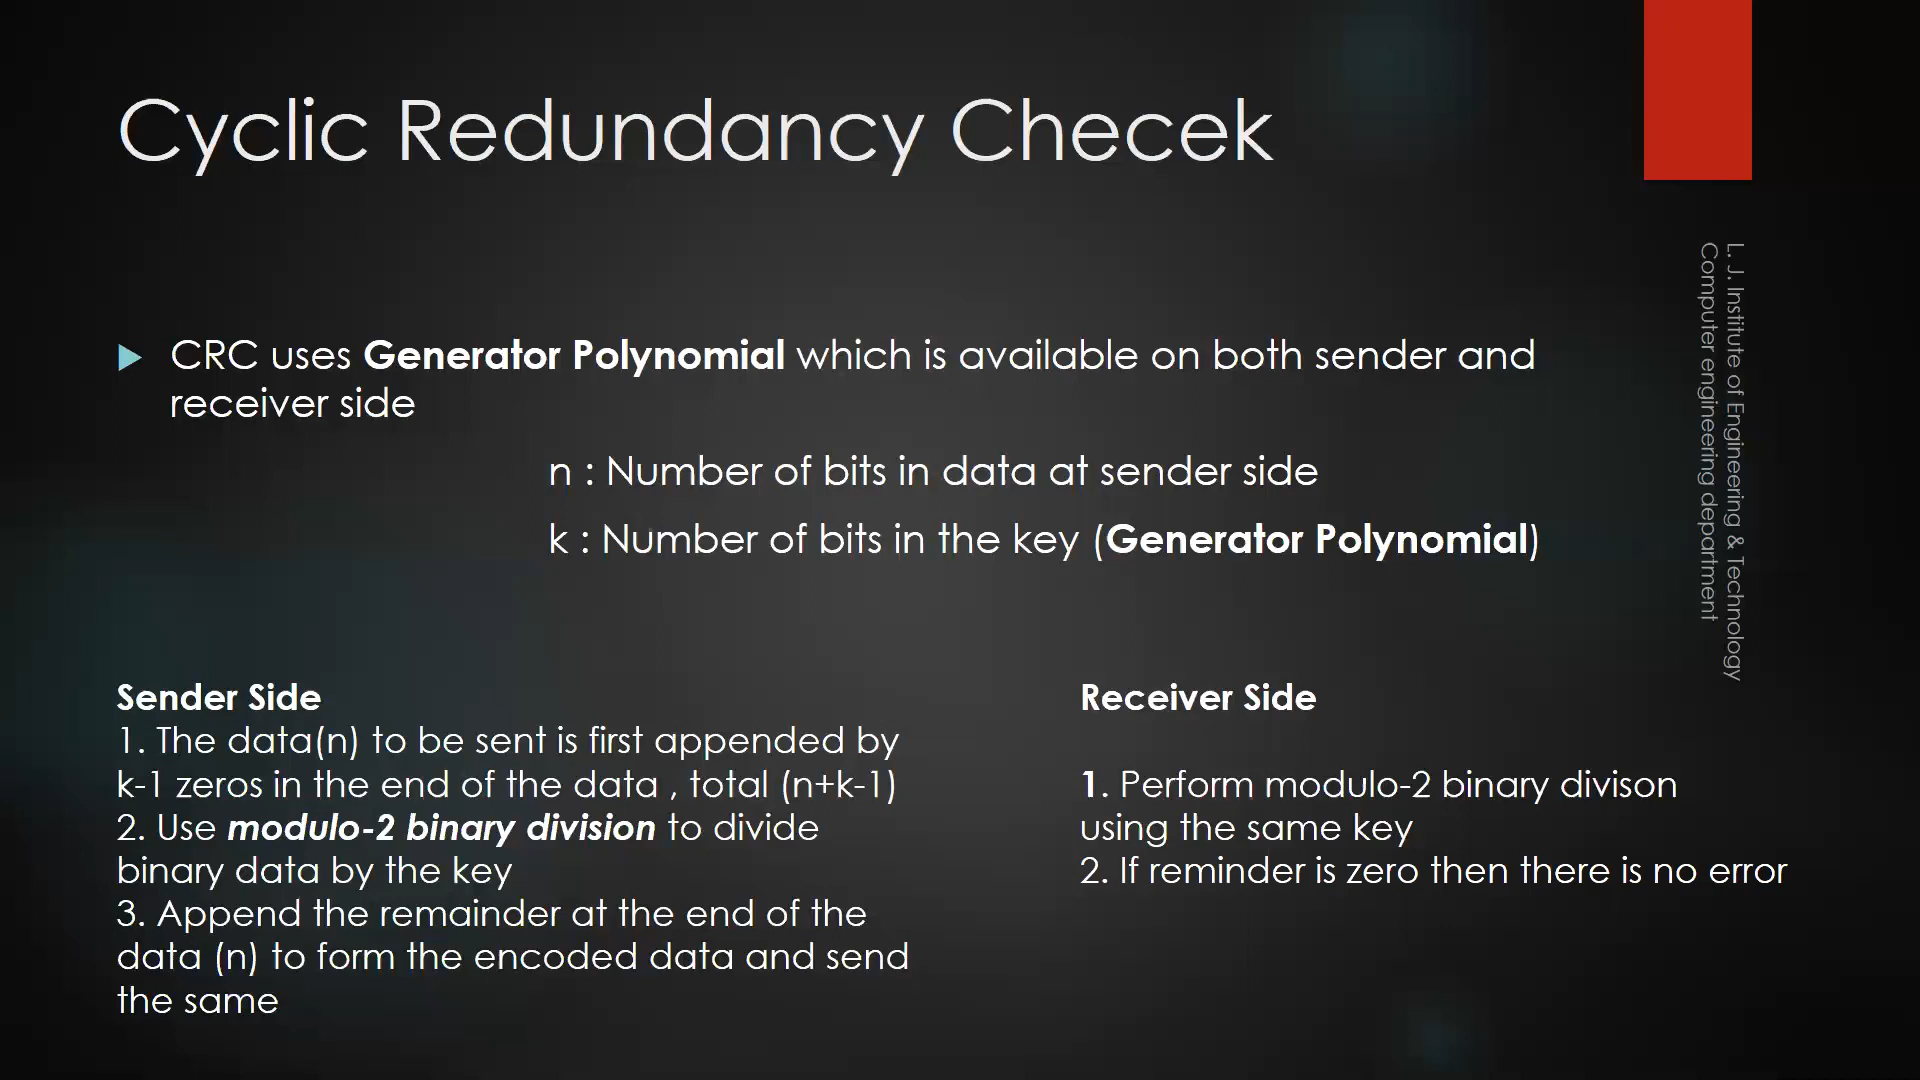 Cyclic Redundancy Checek
CRC uses Generator Polynomial which is available on both sender and
receiver side
n : Number of bits in data at sender side
k : Number of bits in the key (Generator Polynomial)
Sender Side
1. The data(n) to be sent is first appended by
k-1 zeros in the end of the data , total (n+k-1)
2. Use modulo-2 binary division to divide
binary data by the key
3. Append the remainder at the end of the
data (n) to form the encoded data and send
the same
Receiver Side
1. Perform modulo-2 binary divison
using the same key
2. If reminder is zero then there is no error
L. J. Institute of Engineering & Technology
Computer engineering department